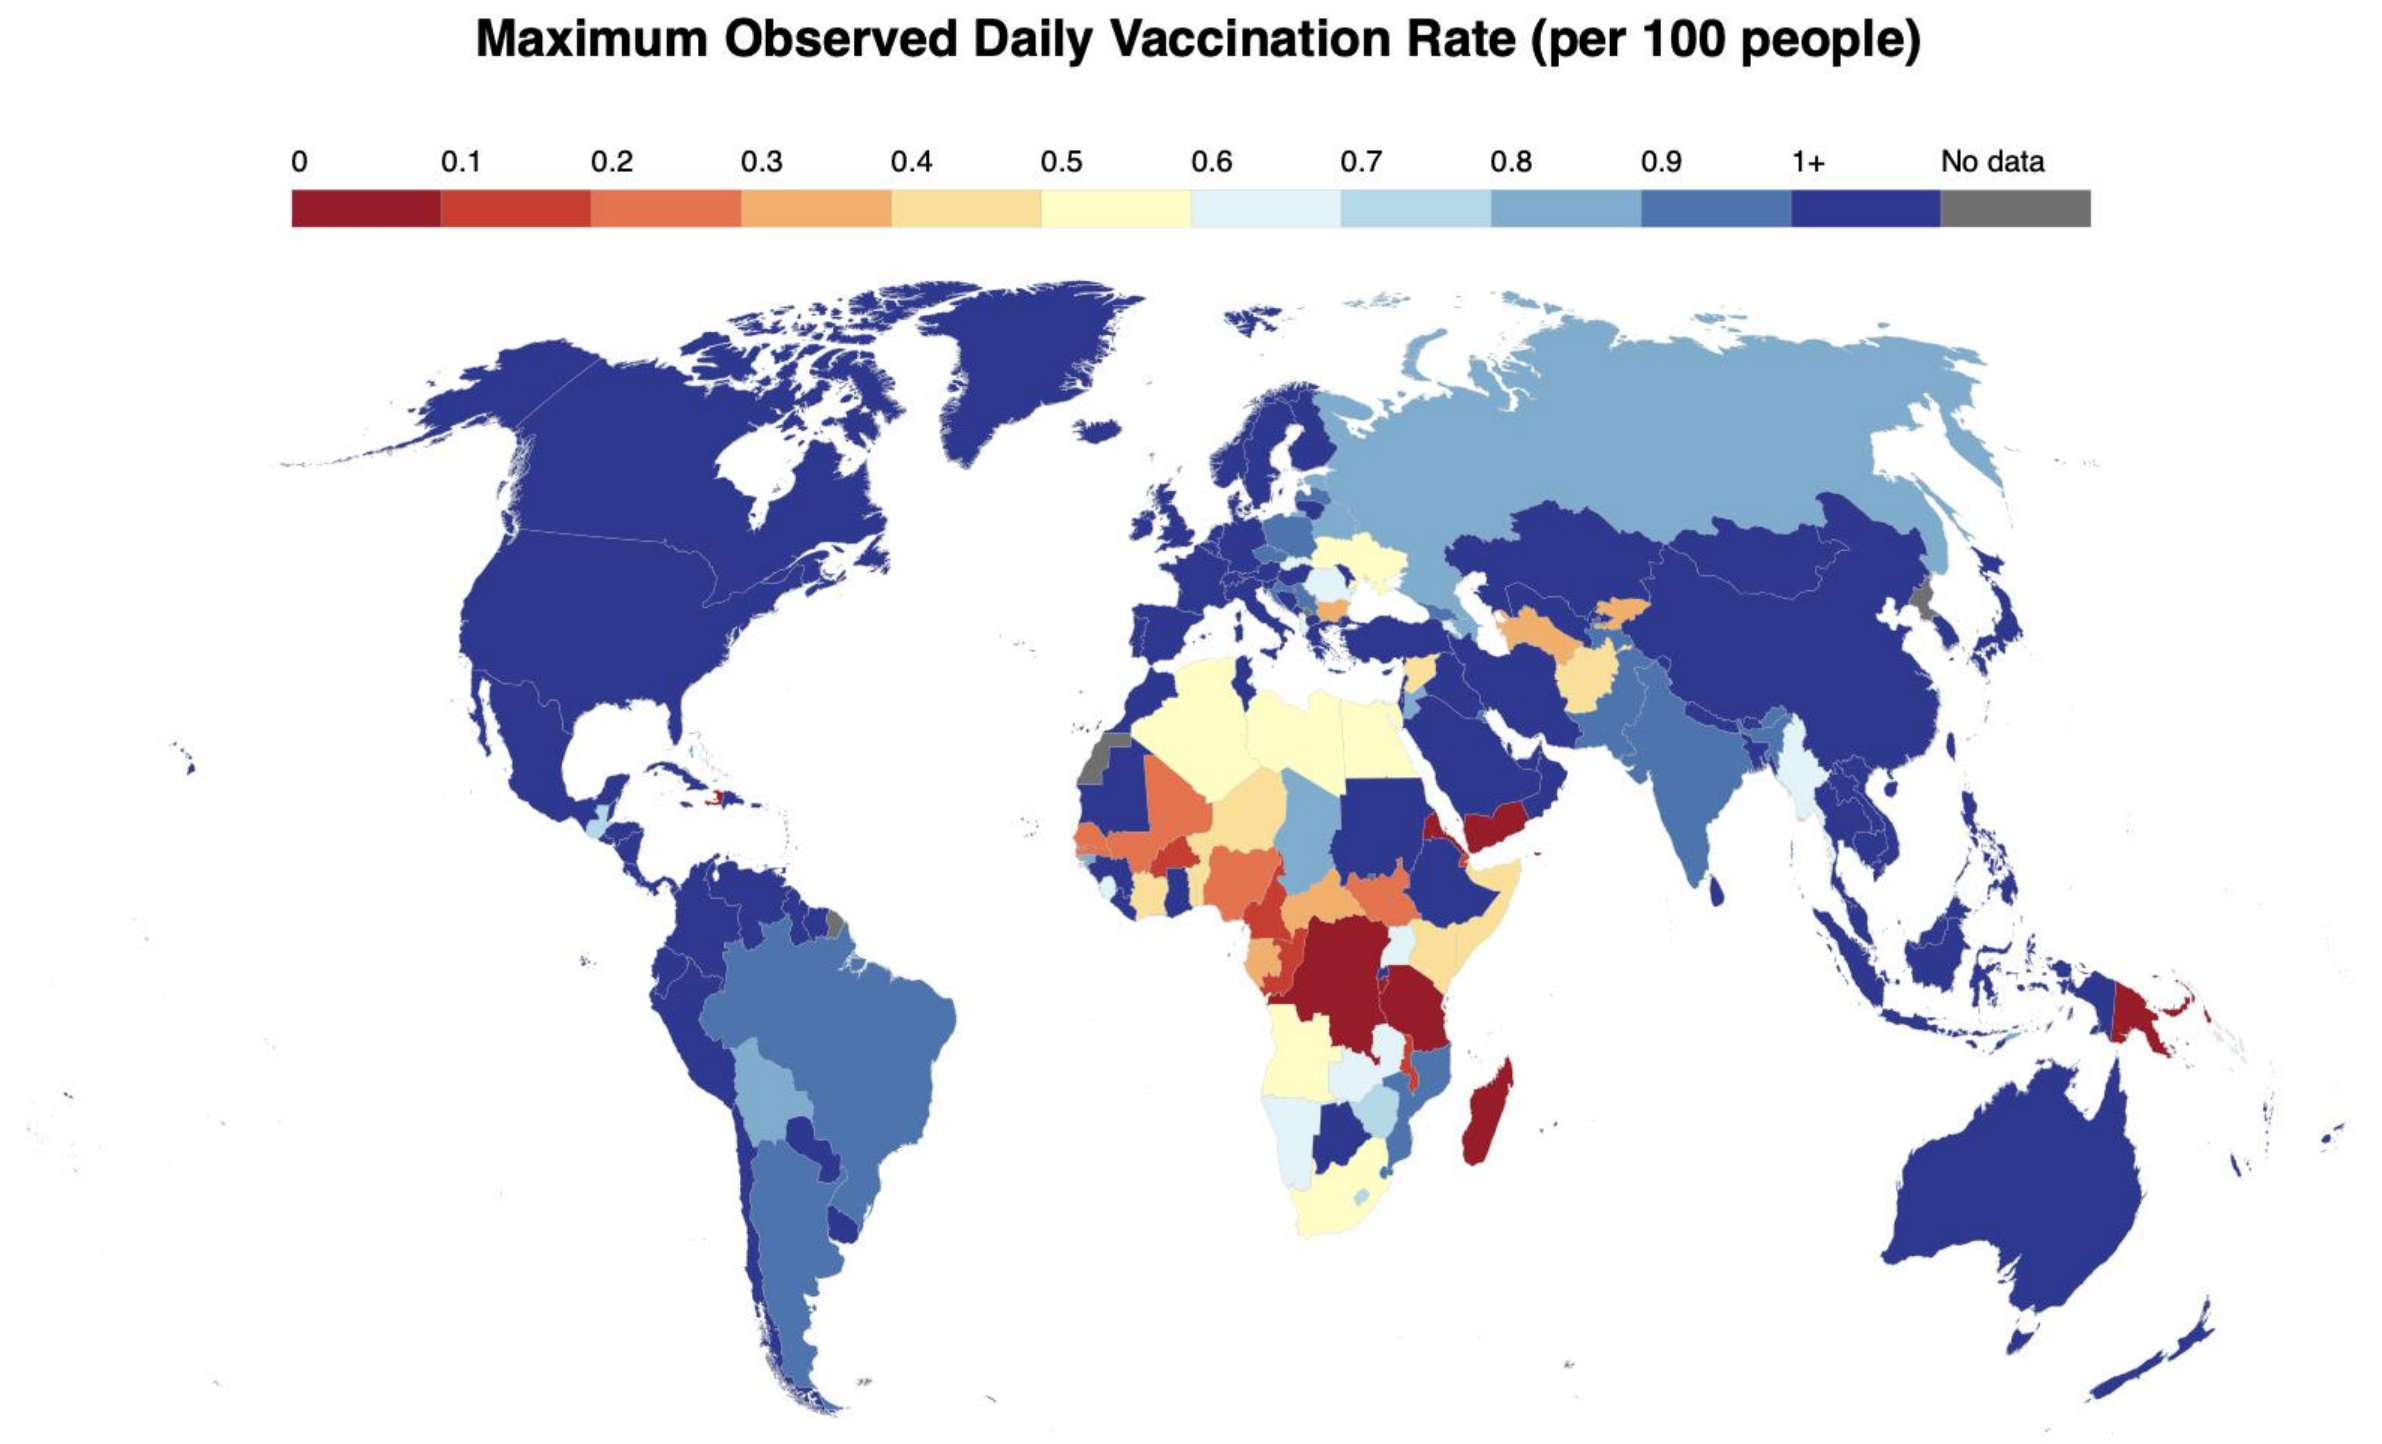 Maximum Observed Daily Vaccination Rate (per 100 people)
0 0.1 0.2 0.3 0.4 0.5 0.6 0.7 0.8 0.9 1+ No data